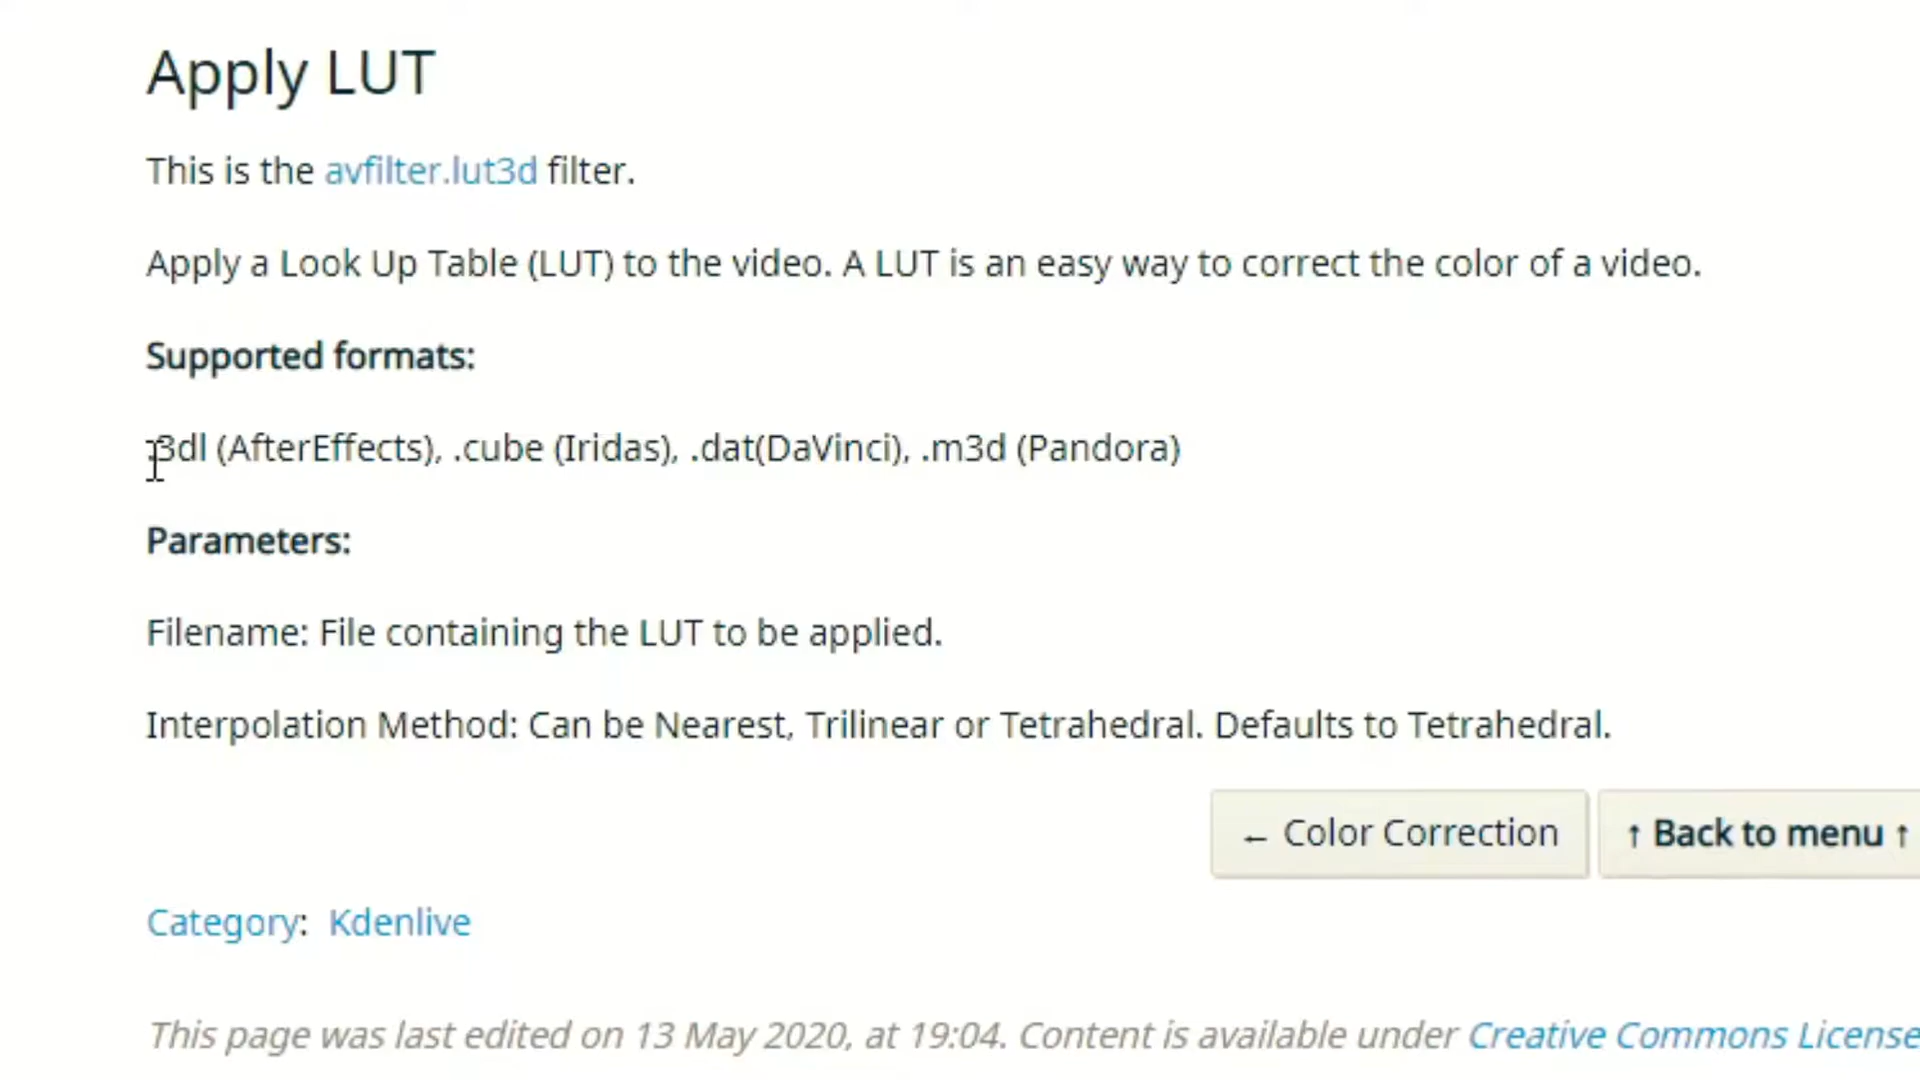 Apply LUT
This is the avfilter.lut3d filter.
Apply a Look Up Table (LUT) to the video. A LUT is an easy way to correct the color of a video.
Supported formats:
.3dl (AfterEffects), .cube (Iridas), .dat(DaVinci), .m3d (Pandora)
Parameters:
Filename: File containing the LUT to be applied.
Interpolation Method: Can be Nearest, Trilinear or Tetrahedral. Defaults to Tetrahedral.
← Color Correction ↑ Back to menu ↑
Category: Kdenlive
This page was last edited on 13 May 2020, at 19:04. Content is available under Creative Commons License